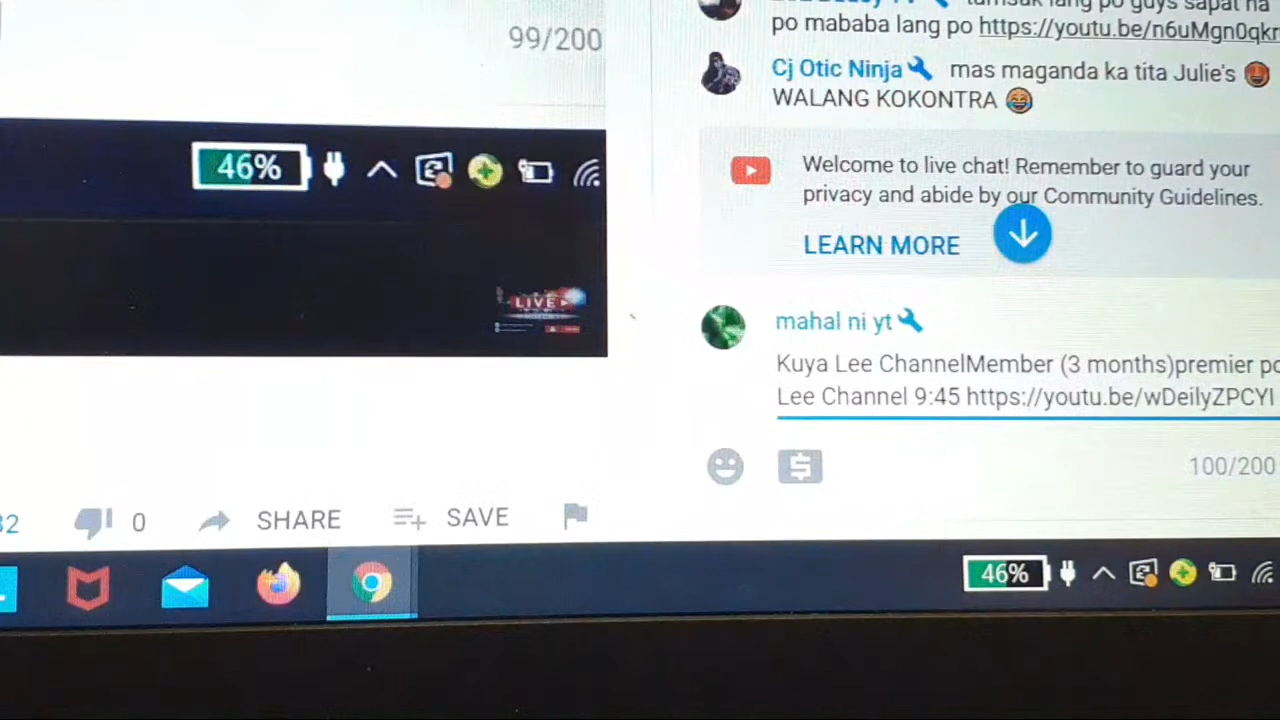 99/200
46%
LIVE
32
0
SHARE
SAVE
po mababa lang po https://youtu.be/n6uMgn0qkr
Cj Otic Ninja mas maganda ka tita Julie's
WALANG KOKONTRA
Welcome to live chat! Remember to guard your
privacy and abide by our Community Guidelines.
LEARN MORE
mahal ni yt
Kuya Lee ChannelMember (3 months)premier po
Lee Channel 9:45 https://youtu.be/wDeilyZPCYI
100/200
46%